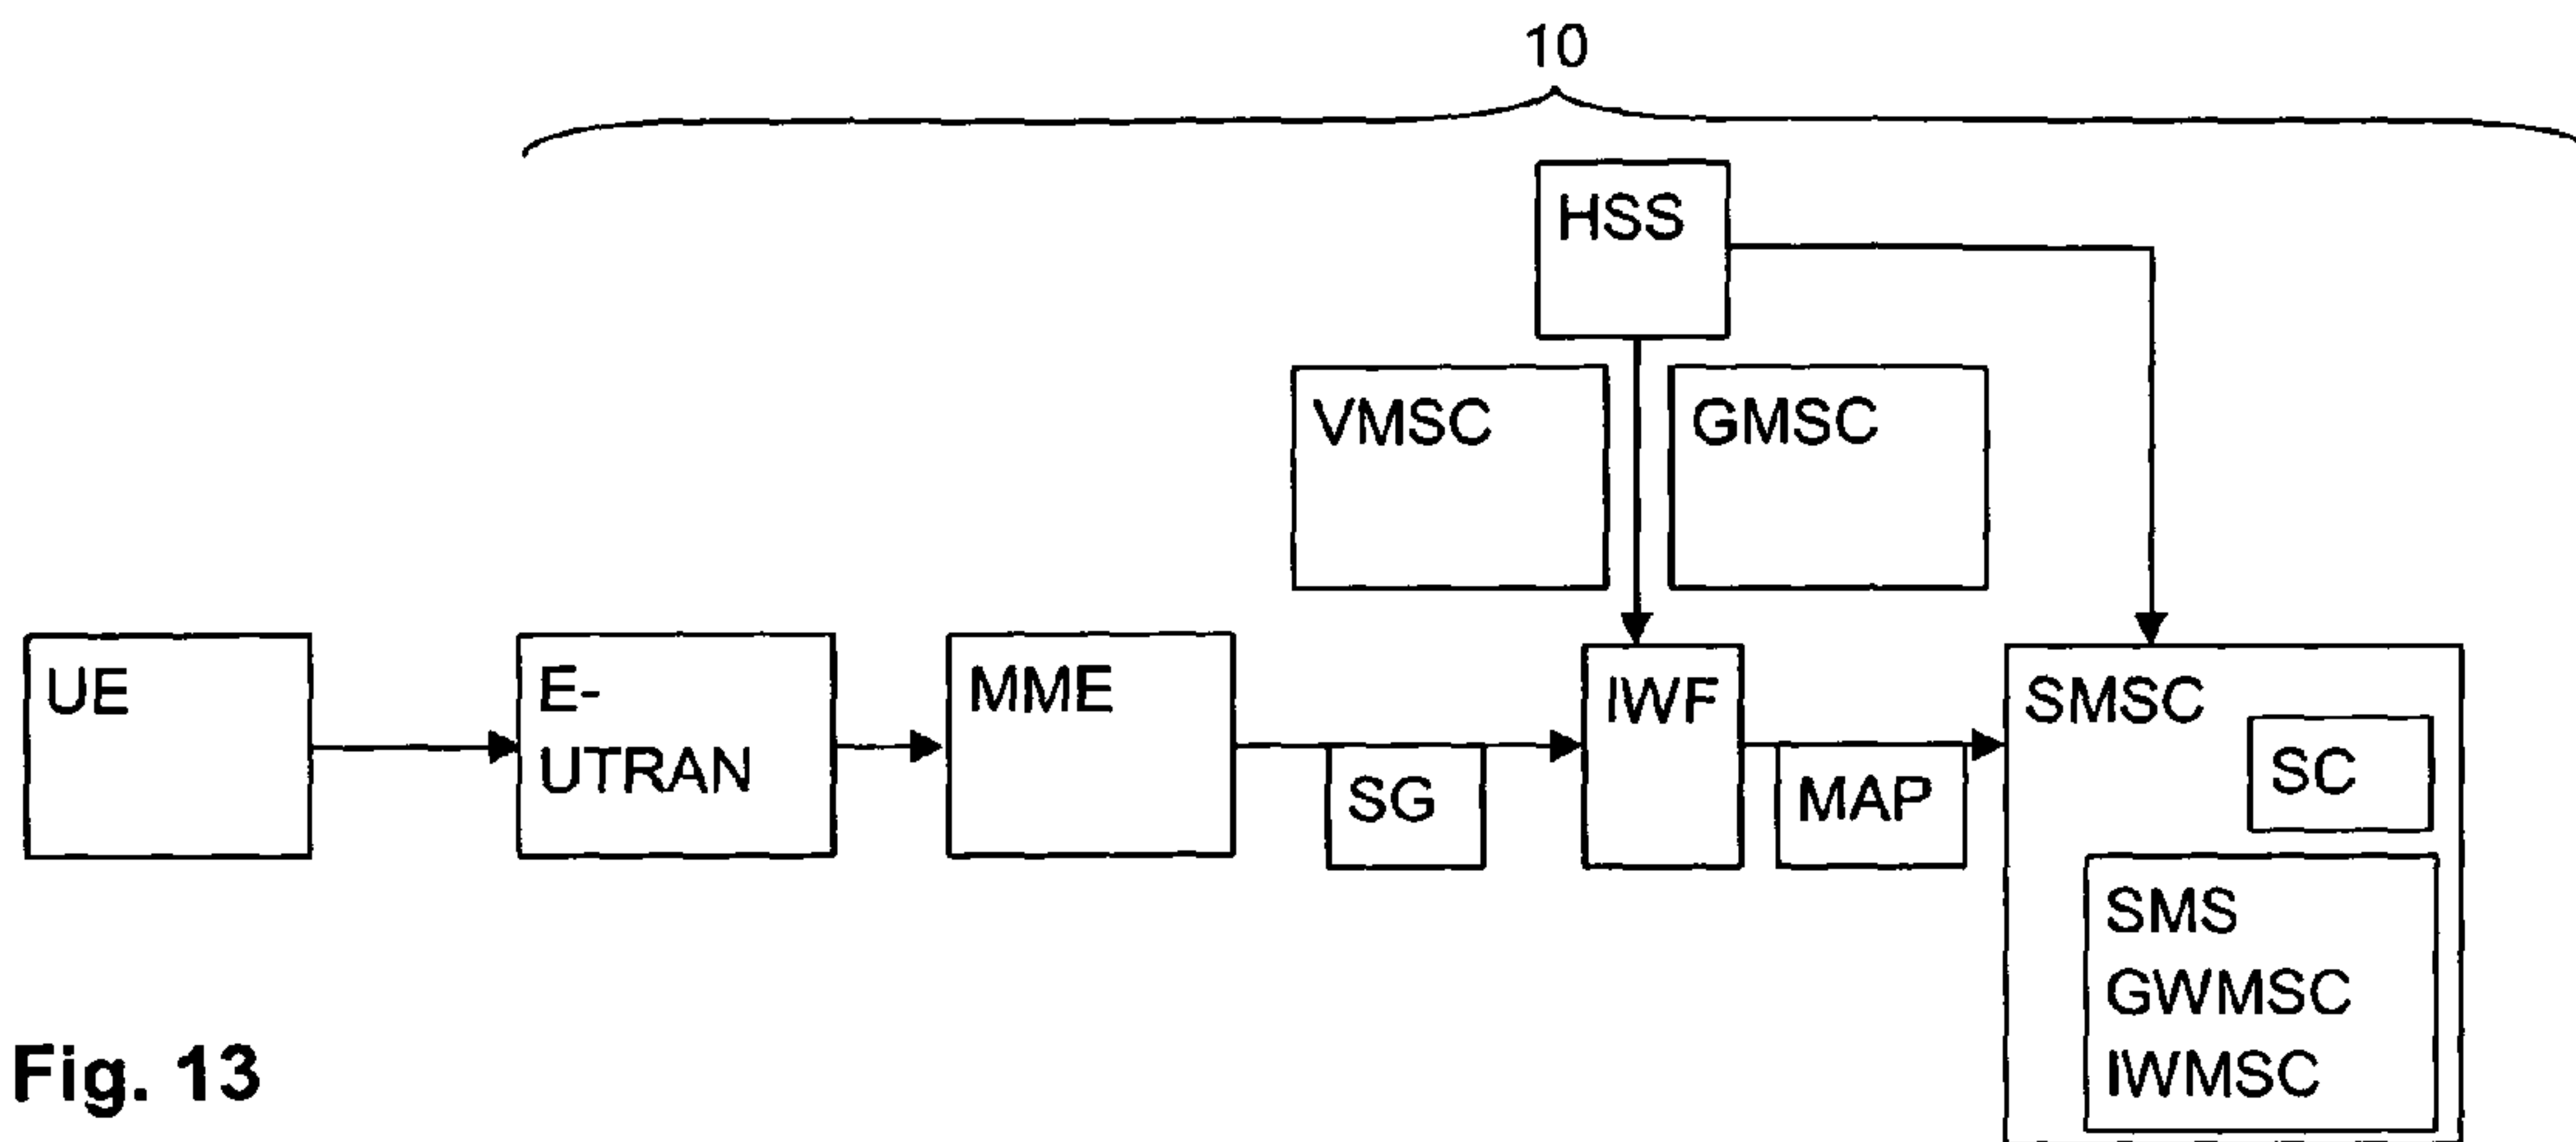 10
HSS
VMSC
GMSC
UE
E-
UTRAN
MME
SG
IWF
MAP
SMSC
SC
SMS
GWMSC
IWMSC
Fig. 13